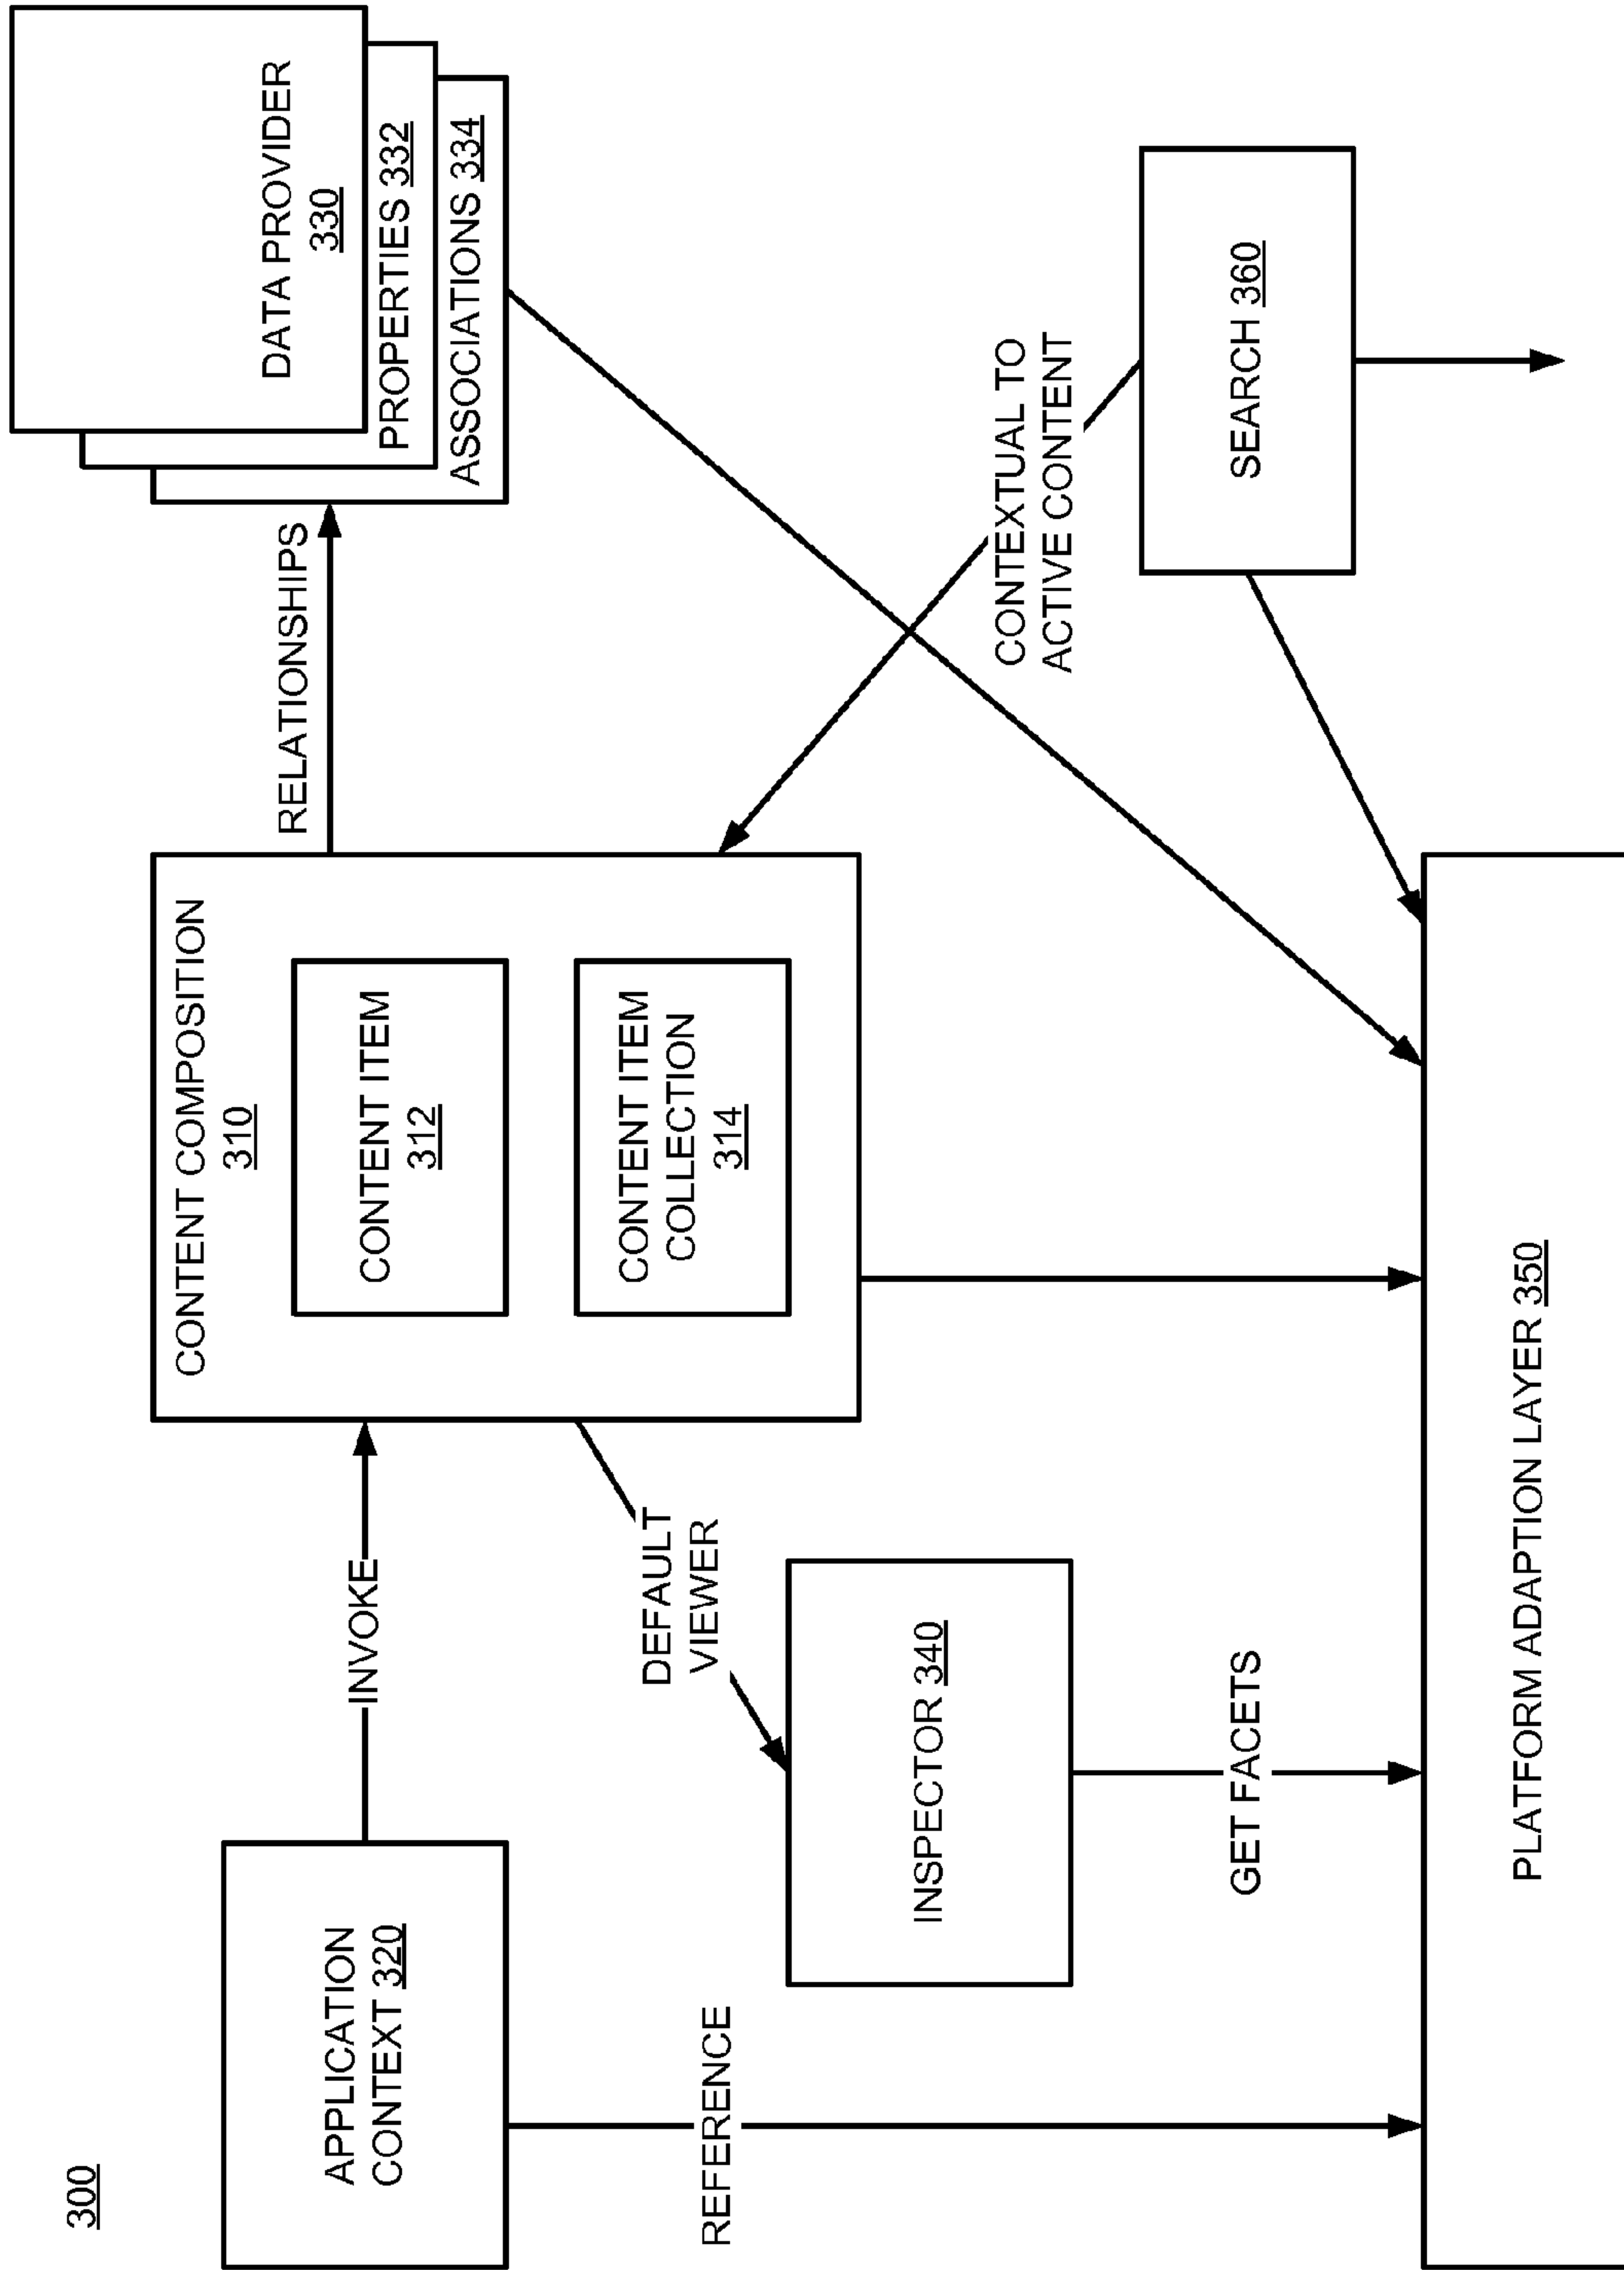 300
APPLICATION
CONTEXT 320
INVOKE
CONTENT COMPOSITION
310
CONTENT ITEM
312
CONTENT ITEM
COLLECTION
314
RELATIONSHIPS
DATA PROVIDER
330
PROPERTIES 332
ASSOCIATIONS 334
DEFAULT
VIEWER
INSPECTOR 340
CONTEXTUAL TO
ACTIVE CONTENT
SEARCH 360
REFERENCE
GET FACETS
PLATFORM ADAPTION LAYER 350